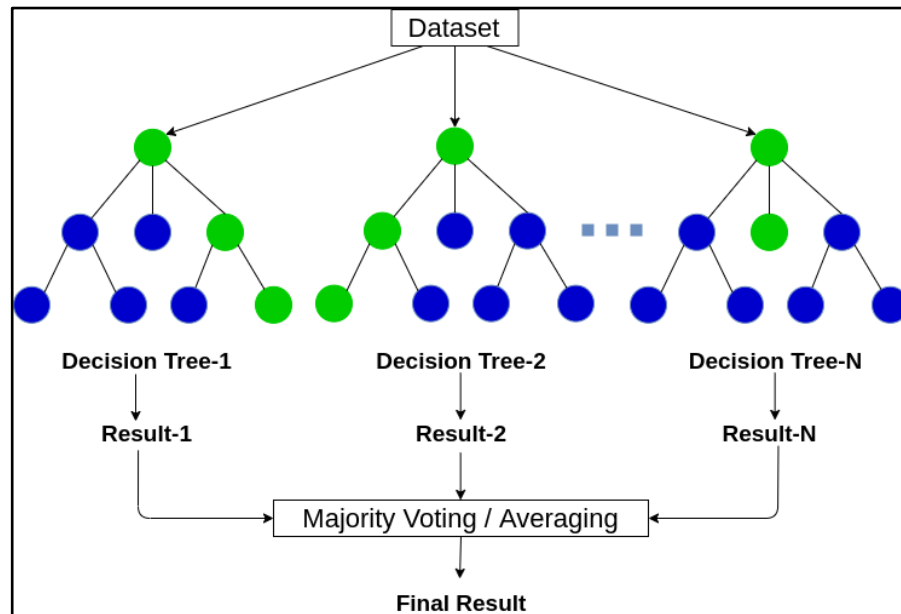 Dataset
Decision Tree-1
Decision Tree-2
Decision Tree-N
Result-1
Result-2
Result-N
Majority Voting / Averaging
Final Result